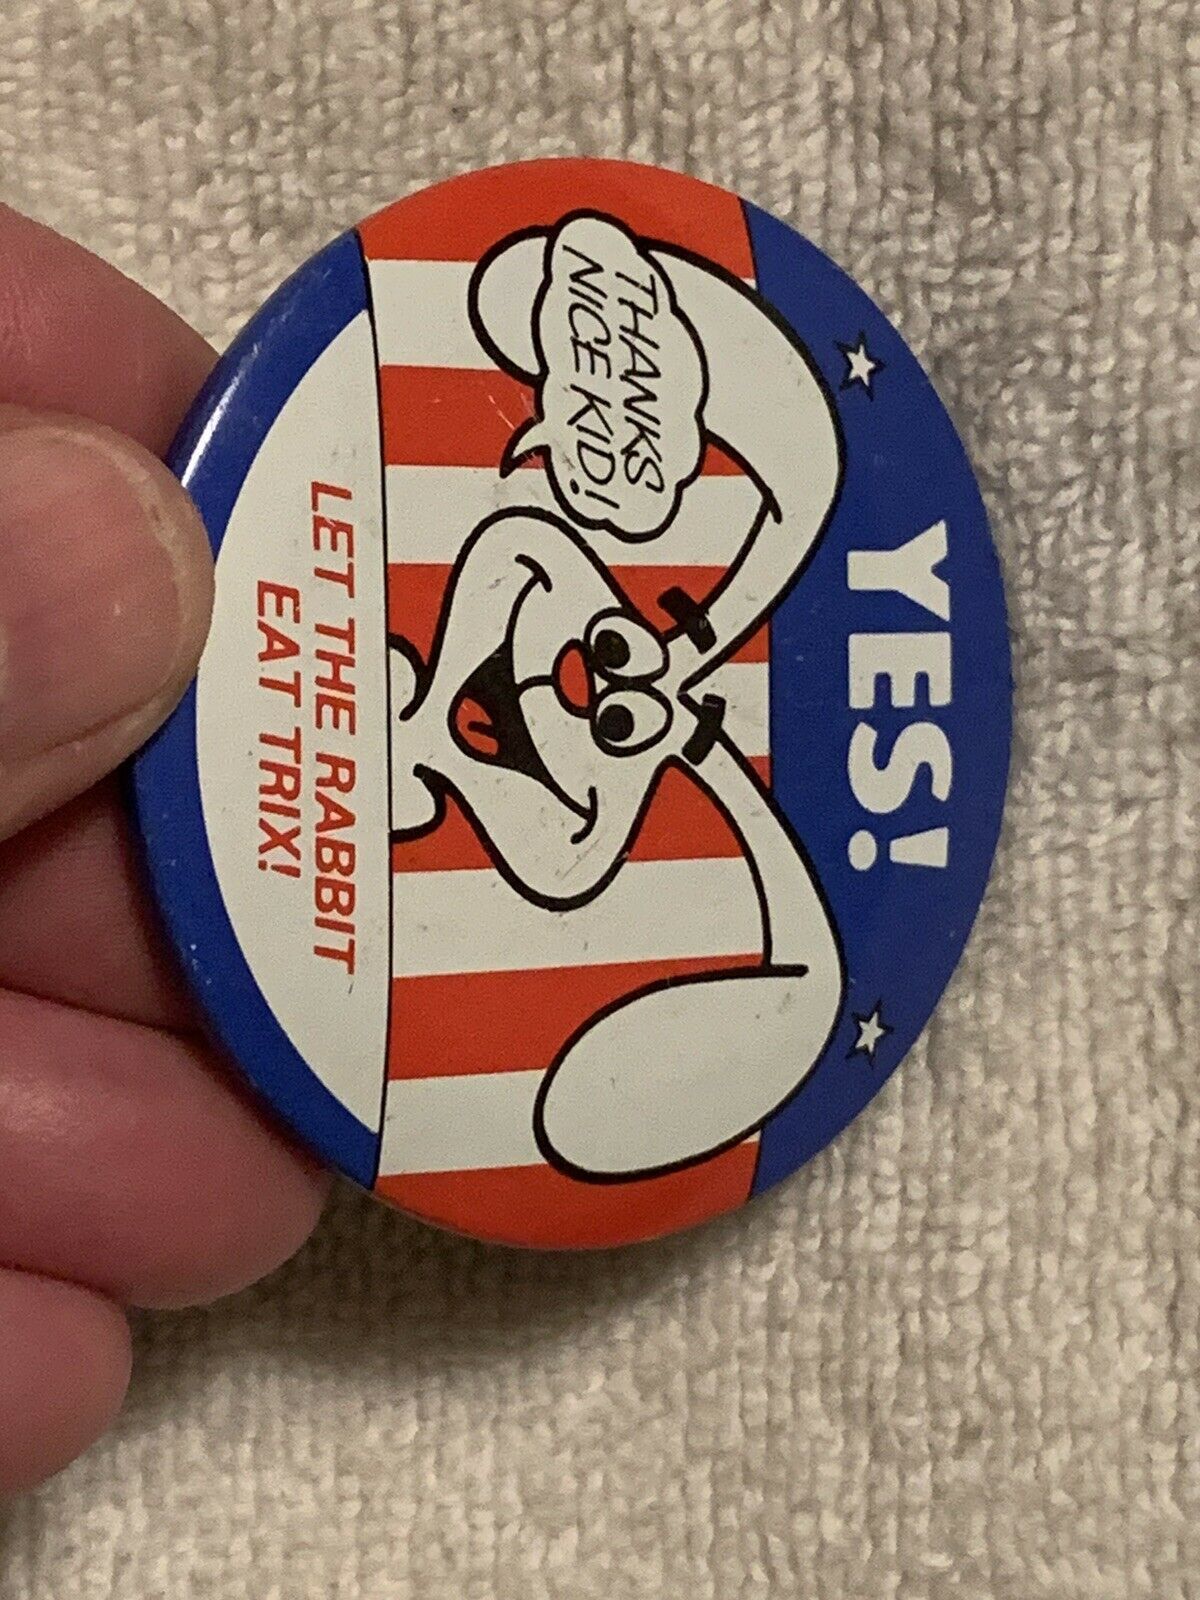 YES!
THANKS
NICE KID!
LET THE RABBIT
EAT TRIX!